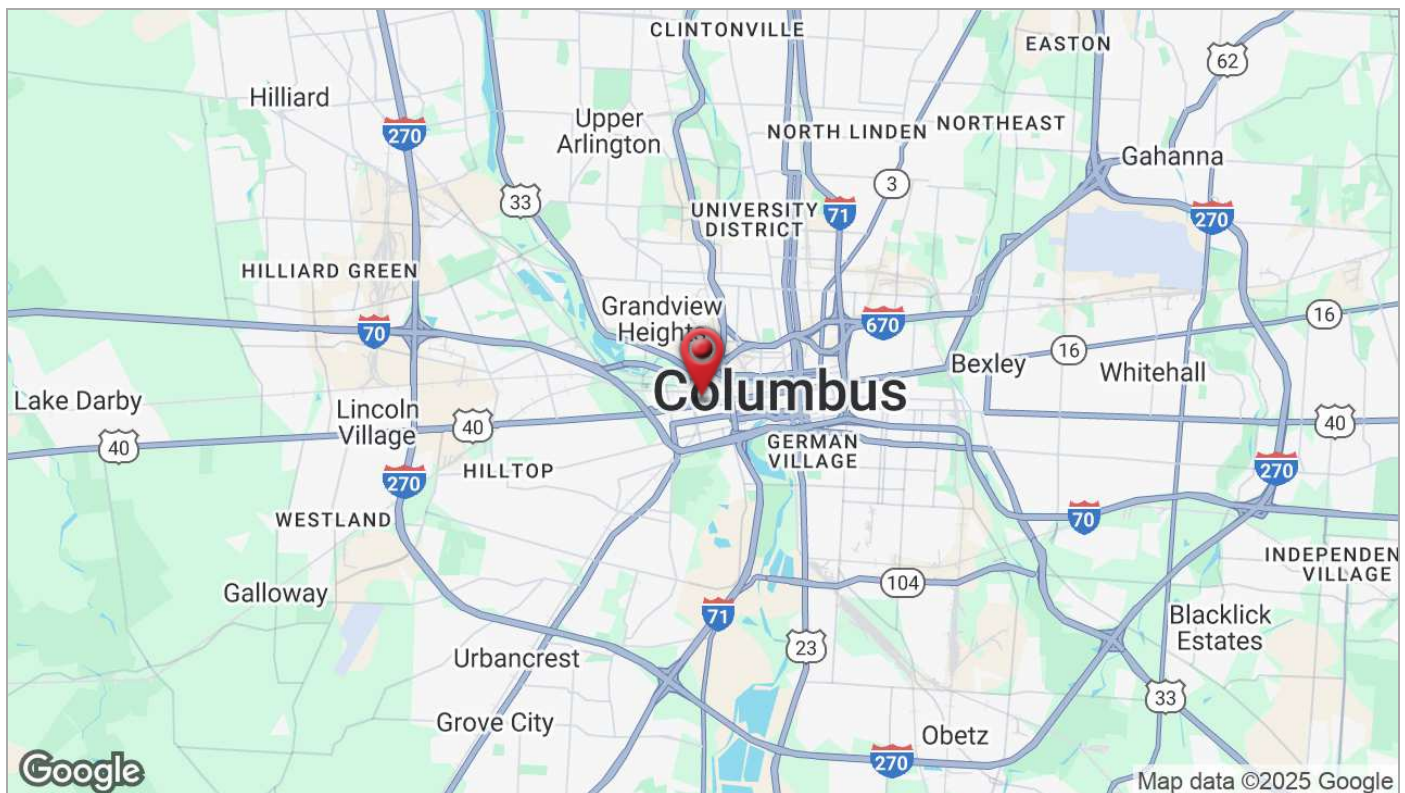 CLINTONVILLE
EASTON
62
Hilliard
270
Upper
Arlington
NORTH LINDEN
NORTHEAST
Gahanna
3
33
UNIVERSITY
DISTRICT
71
270
HILLIARD GREEN
Grandview
Heights
70
670
16
16
Bexley
Whitehall
Columbus
Lake Darby
Lincoln
Village
40
40
40
GERMAN
VILLAGE
HILLTOP
270
270
WESTLAND
70
INDEPENDEN
VILLAGE
Galloway
104
71
Blacklick
Estates
Urbancrest
23
33
Grove City
Obetz
270
Google
Map data ©2025 Google